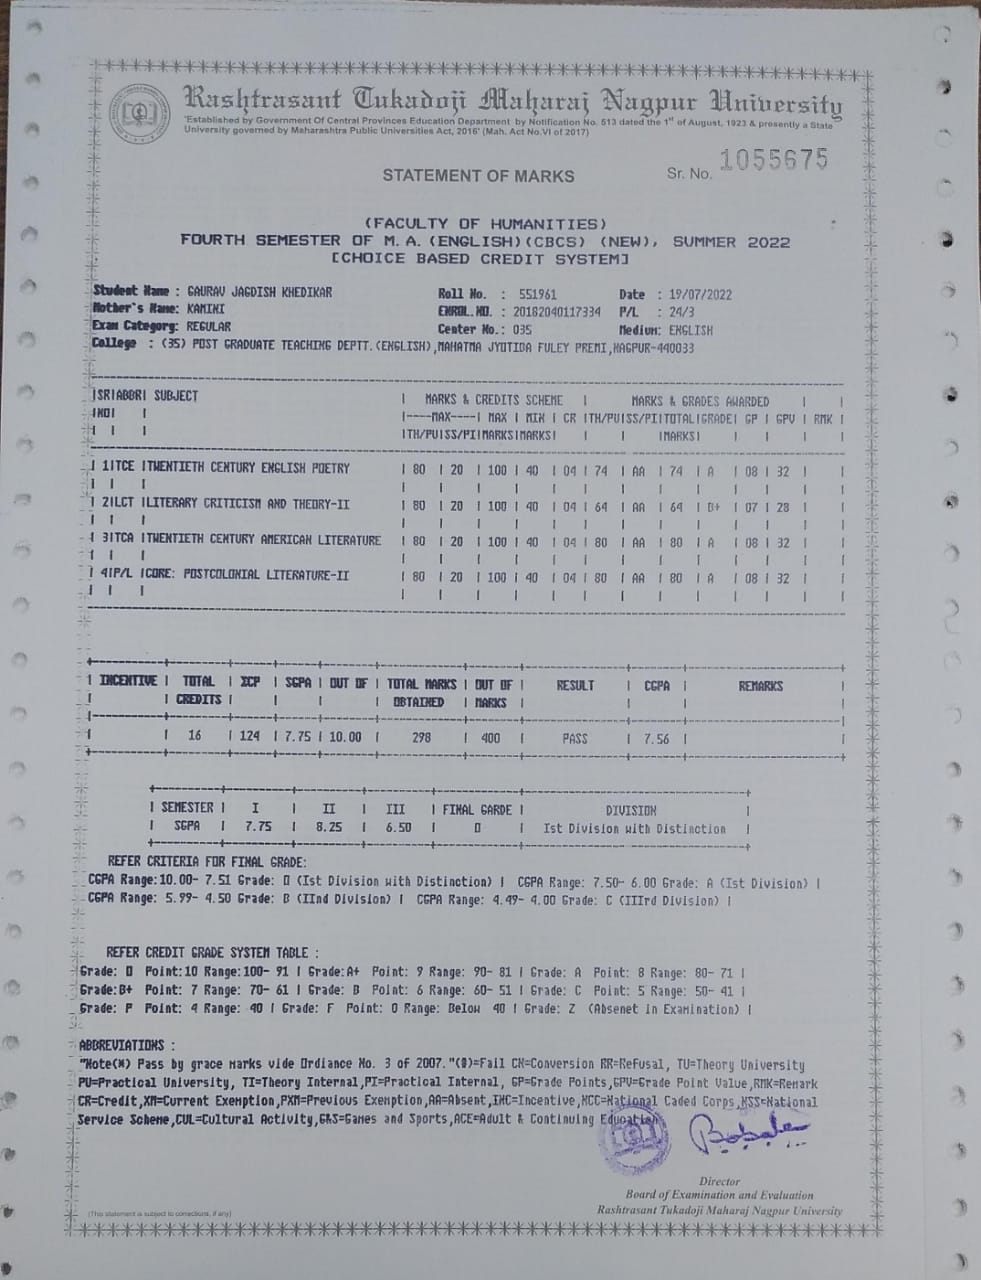 Rashtrasant Tukadoji Maharaj Nagpur University
'Established by Government Of Central Provinces Education Department by Notification No. 513 dated the 1st of August, 1923 & presently a State
University governed by Maharashtra Public Universities Act, 2016' (Mah. Act No.VI of 2017)
STATEMENT OF MARKS
Sr. No. 1055675
(FACULTY OF HUMANITIES)
FOURTH SEMESTER OF M.A.(ENGLISH)(CBCS) (NEW), SUMMER 2022
[CHOICE BASED CREDIT SYSTEM]
Student Name : GAURAV JAGDISH KHEDIKAR Roll No. : 551961 Date : 19/07/2022
Mother's Name: KAMINI ENROL.NO. : 20182040117334 P/L : 24/3
Exam Category: REGULAR Center No.: 035 Medium: ENGLISH
College : (35) POST GRADUATE TEACHING DEPTT.(ENGLISH),MAHATMA JYOTIBA FULEY PREMI,NAGPUR-440033
|SR|ABBR| SUBJECT | MARKS & CREDITS SCHEME | MARKS & GRADES AWARDED | |
|NO| | |----MAX----| MAX | MIN | CR |TH/PU|SS/PI|TOTAL|GRADE| GP | GPV | RMK |
| | | |TH/PU|SS/PI|MARKS|MARKS| | | |MARKS| | | | |
| 1|TCE |TWENTIETH CENTURY ENGLISH POETRY | 80 | 20 | 100 | 40 | 04 | 74 | AA | 74 | A | 08 | 32 | |
| 2|LCT |LITERARY CRITICISM AND THEORY-II | 80 | 20 | 100 | 40 | 04 | 64 | AA | 64 | B+ | 07 | 28 | |
| 3|TCA |TWENTIETH CENTURY AMERICAN LITERATURE | 80 | 20 | 100 | 40 | 04 | 80 | AA | 80 | A | 08 | 32 | |
| 4|P/L |CORE: POSTCOLONIAL LITERATURE-II | 80 | 20 | 100 | 40 | 04 | 80 | AA | 80 | A | 08 | 32 | |
| INCENTIVE | TOTAL | ΣCP | SGPA | OUT OF | TOTAL MARKS | OUT OF | RESULT | CGPA | REMARKS |
| | CREDITS | | | | OBTAINED | MARKS | | | |
| | 16 | 124 | 7.75 | 10.00 | 298 | 400 | PASS | 7.56 | |
| SEMESTER | I | II | III | FINAL GARDE | DIVISION |
| SGPA | 7.75 | 8.25 | 6.50 | O | Ist Division with Distinction |
REFER CRITERIA FOR FINAL GRADE:
CGPA Range:10.00- 7.51 Grade: O (Ist Division with Distinction) | CGPA Range: 7.50- 6.00 Grade: A (Ist Division) |
CGPA Range: 5.99- 4.50 Grade: B (IInd Division) | CGPA Range: 4.49- 4.00 Grade: C (IIIrd Division) |
REFER CREDIT GRADE SYSTEM TABLE :
Grade: O Point:10 Range:100- 91 | Grade:A+ Point: 9 Range: 90- 81 | Grade: A Point: 8 Range: 80- 71 |
Grade:B+ Point: 7 Range: 70- 61 | Grade: B Point: 6 Range: 60- 51 | Grade: C Point: 5 Range: 50- 41 |
Grade: P Point: 4 Range: 40 | Grade: F Point: 0 Range: Below 40 | Grade: Z (Absenet in Examination) |
ABBREVIATIONS :
"Note(*) Pass by grace marks vide Ordiance No. 3 of 2007."(#)=Fail CN=Conversion RR=Refusal, TU=Theory University
PU=Practical University, TI=Theory Internal,PI=Practical Internal, GP=Grade Points,GPV=Grade Point Value,RMK=Remark
CR=Credit,XM=Current Exemption,PXM=Previous Exemption,AA=Absent,INC=Incentive,NCC=National Caded Corps,NSS=National
Service Scheme,CUL=Cultural Activity,G&S=Games and Sports,ACE=Adult & Continuing Education
Director
Board of Examination and Evaluation
(This statement is subject to corrections, if any) Rashtrasant Tukadoji Maharaj Nagpur University